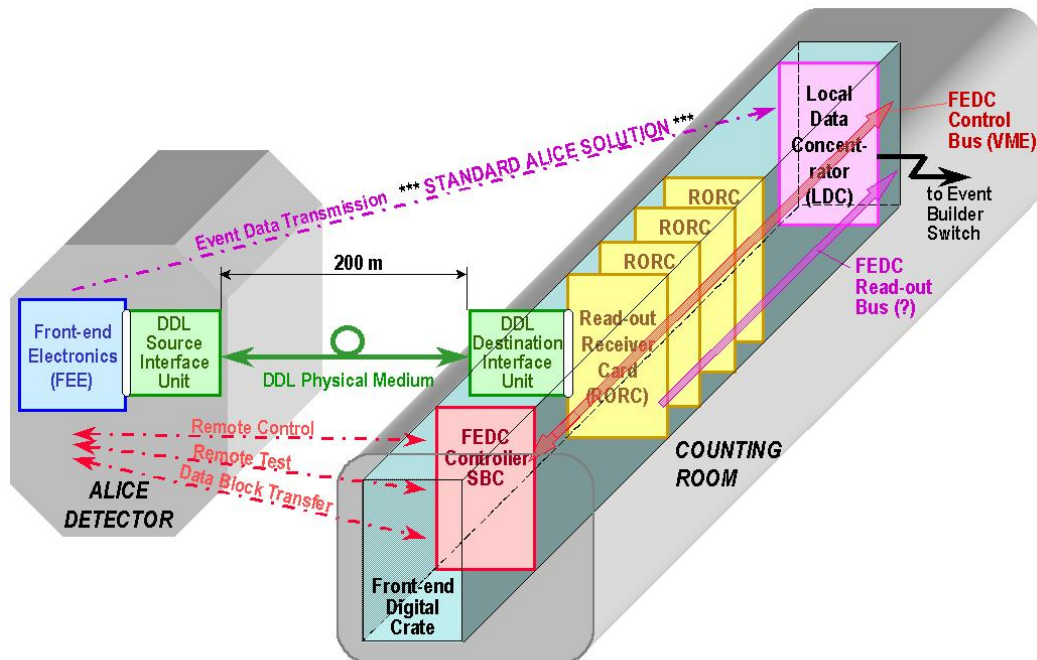 Local
Data
Concent-
rator
(LDC)
FEDC
Control
Bus (VME)
to Event
Builder
Switch
FEDC
Read-out
Bus (?)
Event Data Transmission *** STANDARD ALICE SOLUTION ***
200 m
RORC
RORC
RORC
Read-out
Receiver
Card
(RORC)
Front-end
Electronics
(FEE)
DDL
Source
Interface
Unit
DDL Physical Medium
DDL
Destination
Interface
Unit
Remote Control
Remote Test
Data Block Transfer
FEDC
Controller
SBC
ALICE
DETECTOR
COUNTING
ROOM
Front-end
Digital
Crate